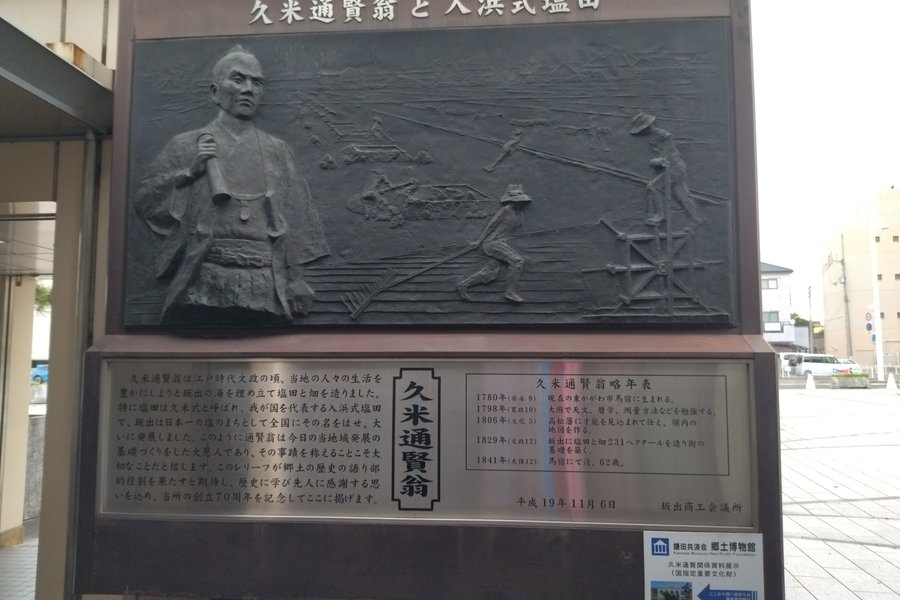 久米通賢翁と入浜式塩田
久米通賢翁は江戸時代文政の頃、当地の人々の生活を
豊かにしようと坂出の海を埋め立て塩田と畑を造りました。
特に塩田は久米式と呼ばれ、我が国を代表する入浜式塩田
で、坂出は日本一の塩のまちとして全国にその名をはせ、大
いに発展しました。このように通賢翁は今日の当地域発展の
基礎づくりをした大恩人であり、その事蹟を称えることこそ大
切なことだと信じます。このレリーフが郷土の歴史の語り部
的役割を果たすと期待し、歴史に学び先人に感謝する思
いを込め、当所の創立70周年を記念してここに掲げます。
久米通賢翁
久米通賢翁略年表
1780年(安永9) 現在の東かがわ市馬宿に生まれる。
1798年(寛政10) 大阪で天文、暦学、測量方法などを勉強する。
1806年(文化3) 高松藩に才能を見込まれて仕え、領内の
地図を作る。
1829年(文政12) 坂出に塩田と畑231ヘクタールを造り街の
基礎を築く。
1841年(天保12) 馬宿にて没、62歳。
平成19年11月6日 坂出商工会議所
鎌田共済会 郷土博物館
Kamada Museum/Non-Profit Foundation
久米通賢関係資料展示
(国指定重要文化財)